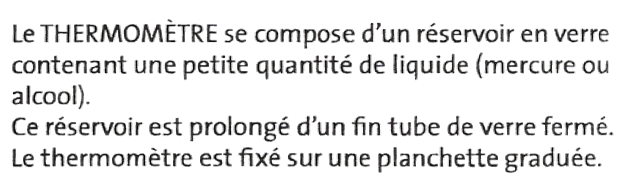 Le THERMOMÈTRE se compose d'un réservoir en verre
contenant une petite quantité de liquide (mercure ou
alcool).
Ce réservoir est prolongé d'un fin tube de verre fermé.
Le thermomètre est fixé sur une planchette graduée.